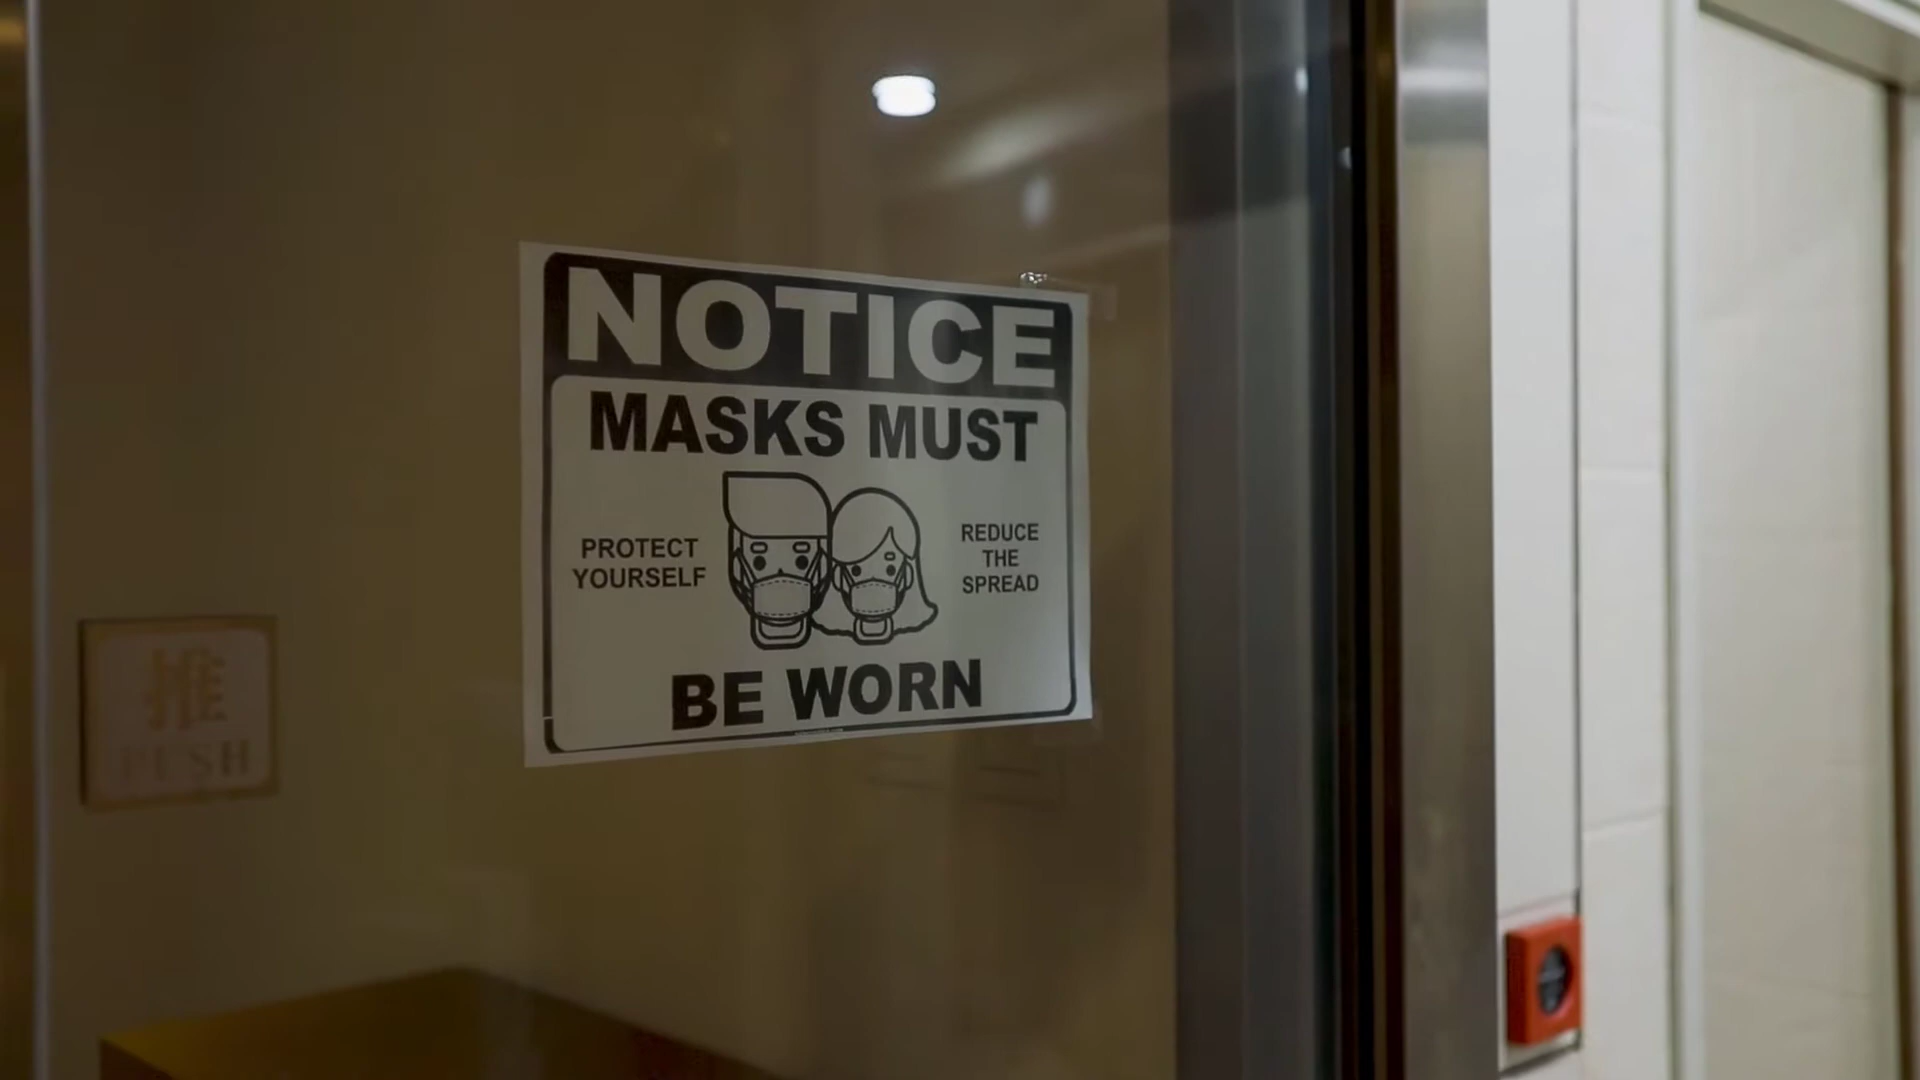 NOTICE
MASKS MUST
PROTECT
YOURSELF
REDUCE
THE
SPREAD
BE WORN
推
PUSH